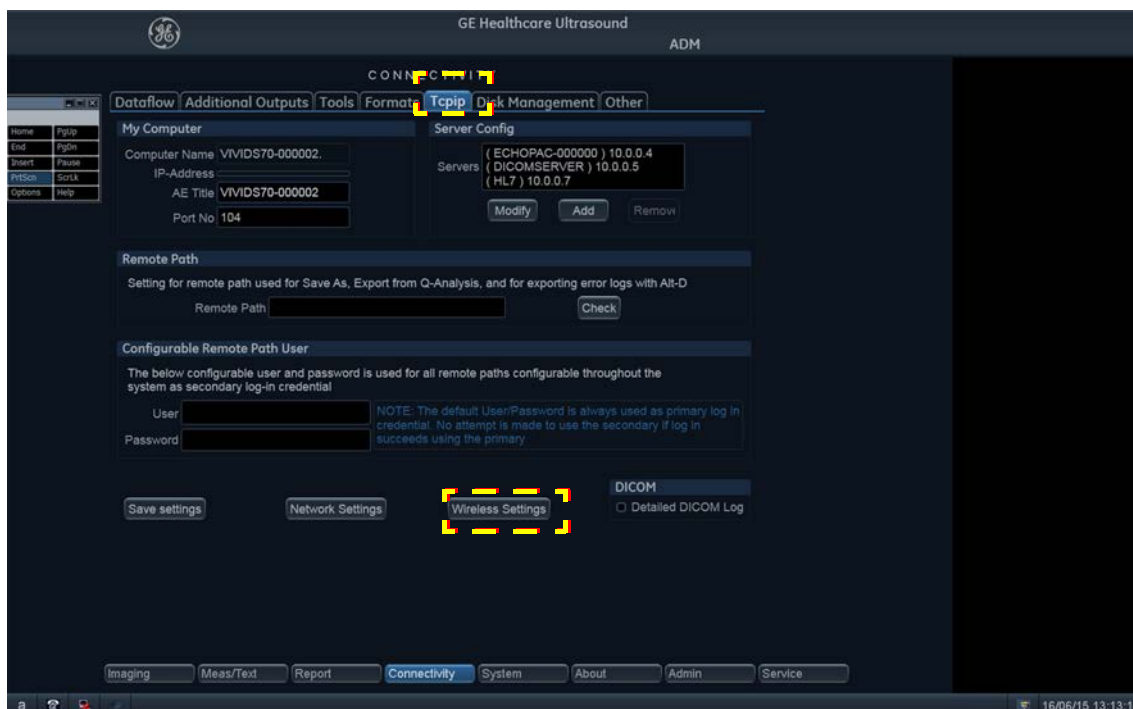 GE Healthcare Ultrasound
ADM
CONNECTIVITY
Dataflow Additional Outputs Tools Formats Tcpip Disk Management Other
Home PgUp
End PgDn
Insert Pause
PrtScn ScrLk
Options Help
My Computer
Computer Name VIVIDS70-000002.
IP-Address
AE Title VIVIDS70-000002
Port No 104
Server Config
Servers
( ECHOPAC-000000 ) 10.0.0.4
( DICOMSERVER ) 10.0.0.5
( HL7 ) 10.0.0.7
Modify Add Remove
Remote Path
Setting for remote path used for Save As, Export from Q-Analysis, and for exporting error logs with Alt-D
Remote Path Check
Configurable Remote Path User
The below configurable user and password is used for all remote paths configurable throughout the
system as secondary log-in credential
User
Password
NOTE: The default User/Password is always used as primary log in
credential. No attempt is made to use the secondary if log in
succeeds using the primary
Save settings Network Settings Wireless Settings
DICOM
Detailed DICOM Log
Imaging Meas/Text Report Connectivity System About Admin Service
a 16/06/15 13:13:1